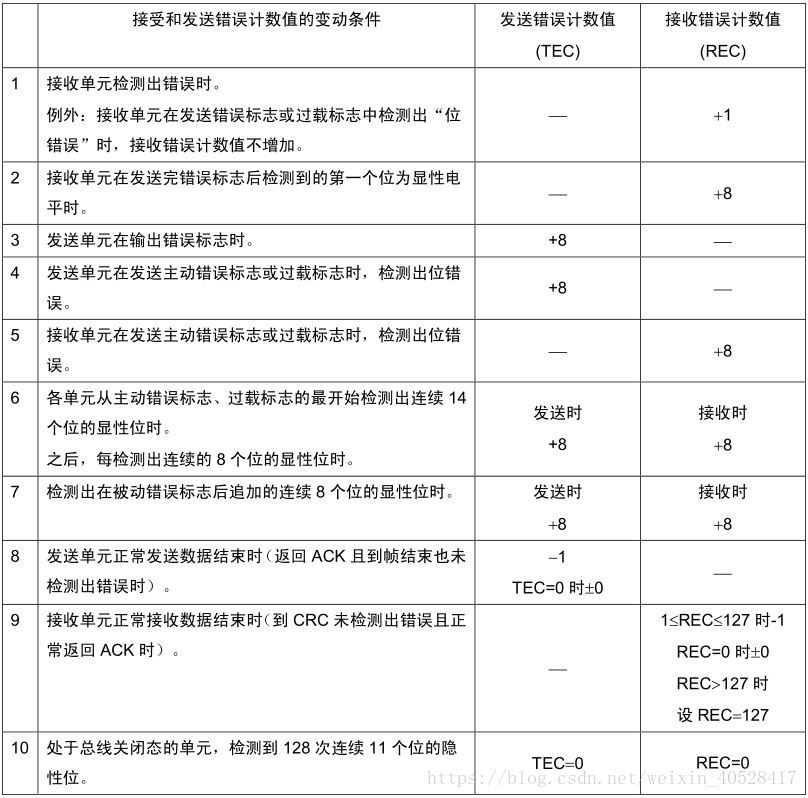 接受和发送错误计数值的变动条件
发送错误计数值
(TEC)
接收错误计数值
(REC)
1
接收单元检测出错误时。
例外：接收单元在发送错误标志或过载标志中检测出“位
错误”时，接收错误计数值不增加。
—
+1
2
接收单元在发送完错误标志后检测到的第一个位为显性电
平时。
—
+8
3
发送单元在输出错误标志时。
+8
—
4
发送单元在发送主动错误标志或过载标志时，检测出位错
误。
+8
—
5
接收单元在发送主动错误标志或过载标志时，检测出位错
误。
—
+8
6
各单元从主动错误标志、过载标志的最开始检测出连续 14
个位的显性位时。
之后，每检测出连续的 8 个位的显性位时。
发送时
+8
接收时
+8
7
检测出在被动错误标志后追加的连续 8 个位的显性位时。
发送时
+8
接收时
+8
8
发送单元正常发送数据结束时（返回 ACK 且到帧结束也未
检测出错误时）。
−1
TEC=0 时±0
—
9
接收单元正常接收数据结束时（到 CRC 未检测出错误且正
常返回 ACK 时）。
—
1≤REC≤127 时-1
REC=0 时±0
REC>127 时
设 REC=127
10
处于总线关闭态的单元，检测到 128 次连续 11 个位的隐
性位。
TEC=0
REC=0
https://blog.csdn.net/weixin_40528417